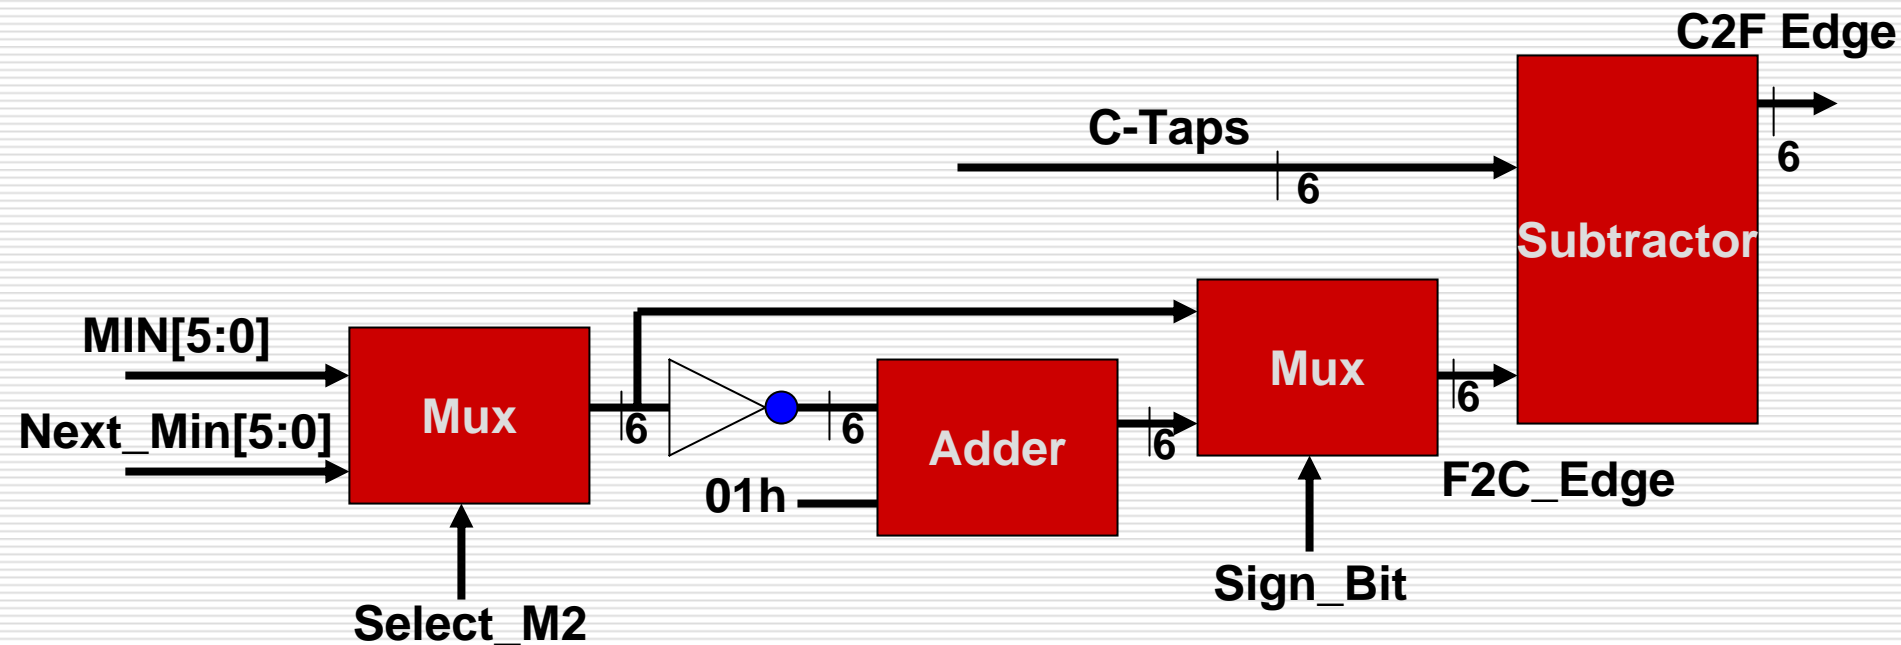 C2F Edge
C-Taps
6
6
Subtractor
MIN[5:0]
Mux
Mux
Next_Min[5:0]
6
6
Adder
6
6
01h
F2C_Edge
Sign_Bit
Select_M2